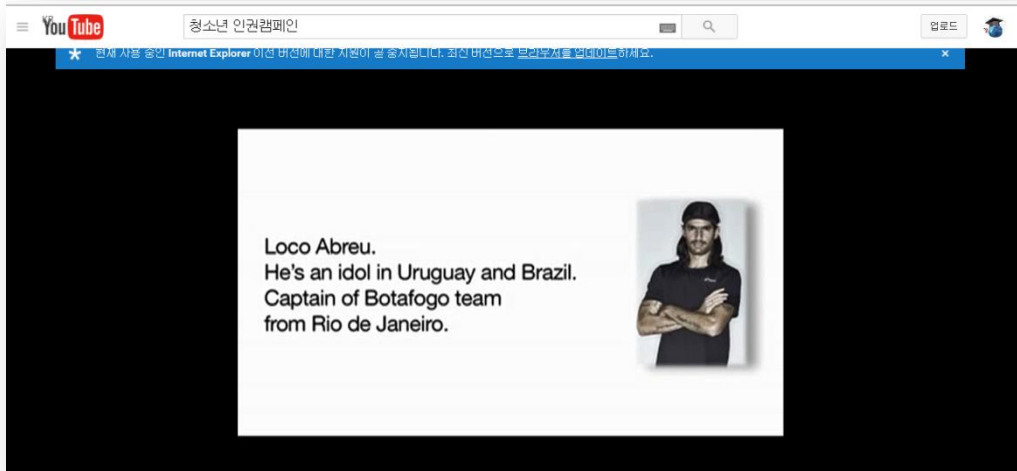 YouTube KR
청소년 인권캠페인
업로드
현재 사용 중인 Internet Explorer 이전 버전에 대한 지원이 곧 중지됩니다. 최신 버전으로 브라우저를 업데이트하세요.
Loco Abreu.
He's an idol in Uruguay and Brazil.
Captain of Botafogo team
from Rio de Janeiro.